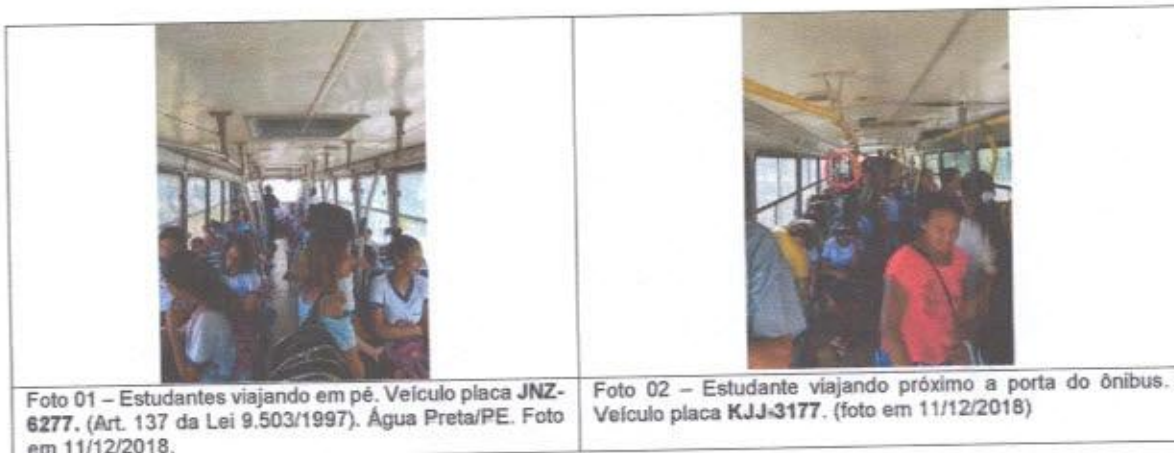 Foto 01 – Estudantes viajando em pé. Veículo placa JNZ-
6277. (Art. 137 da Lei 9.503/1997). Água Preta/PE. Foto
em 11/12/2018.
Foto 02 – Estudante viajando próximo a porta do ônibus.
Veículo placa KJJ-3177. (foto em 11/12/2018)